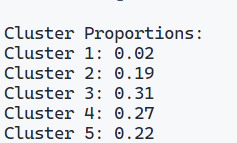 Cluster Proportions:
Cluster 1: 0.02
Cluster 2: 0.19
Cluster 3: 0.31
Cluster 4: 0.27
Cluster 5: 0.22